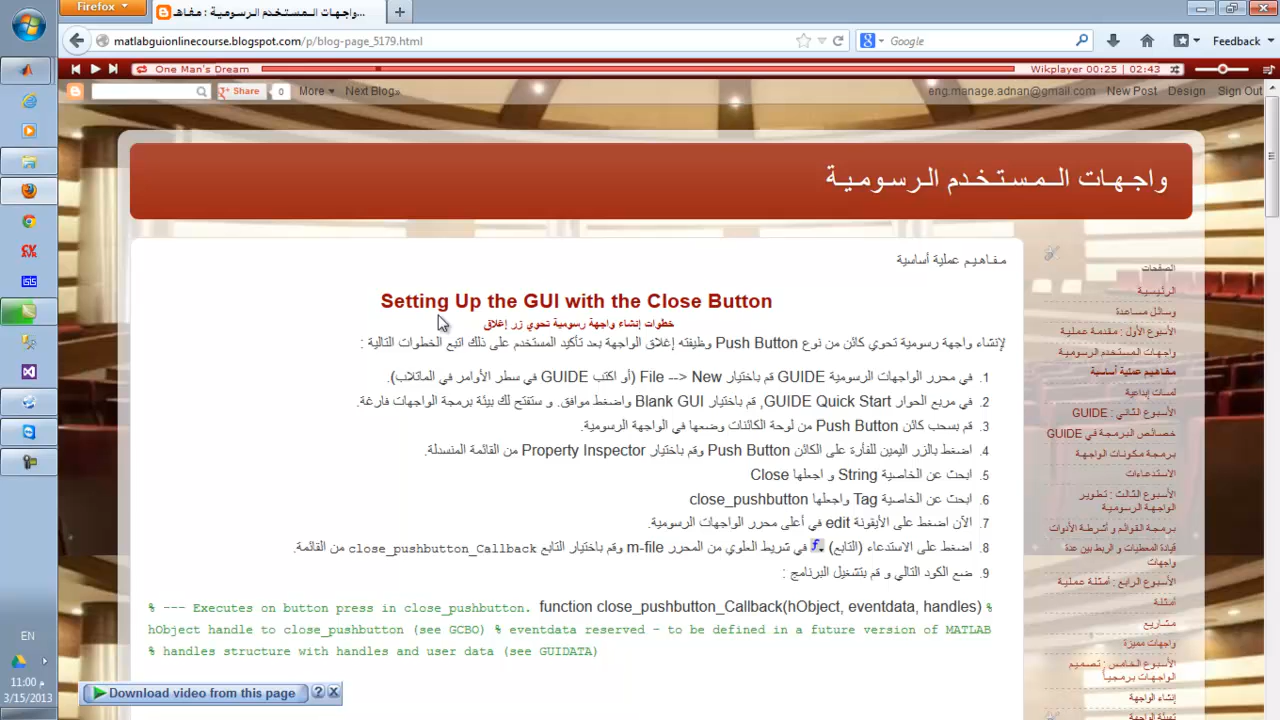 Firefox
واجهات المستخدم الرسومية : مفاهـ...
matlabguionlinecourse.blogspot.com/p/blog-page_5179.html
Google
Feedback
One Man's Dream
Wikplayer 00:25 | 02:43
Share
0
More
Next Blog»
eng.manage.adnan@gmail.com
New Post
Design
Sign Out
واجـهـات الـمـسـتـخـدم الـرسـومـيـة
مـفـاهـيـم عملية أساسية
Setting Up the GUI with the Close Button
خطوات إنشاء واجهة رسومية تحوي زر إغلاق
لإنشاء واجهة رسومية تحوي كائن من نوع Push Button وظيفته إغلاق الواجهة بعد تأكيد المستخدم على ذلك اتبع الخطوات التالية :
1. في محرر الواجهات الرسومية GUIDE قم باختيار File --> New (أو اكتب GUIDE في سطر الأوامر في الماتلاب).
2. في مربع الحوار GUIDE Quick Start, قم باختيار Blank GUI واضغط موافق. و ستفتح لك بيئة برمجة الواجهات فارغة.
3. قم بسحب كائن Push Button من لوحة الكائنات وضعها في الواجهة الرسومية.
4. اضغط بالزر اليمين للفارة على الكائن Push Button وقم باختيار Property Inspector من القائمة المنسدلة.
5. ابحث عن الخاصية String و اجعلها Close
6. ابحث عن الخاصية Tag واجعلها close_pushbutton
7. الآن اضغط على الأيقونة edit في أعلى محرر الواجهات الرسومية.
8. اضغط على الاستدعاء (التابع) f في شريط العلوي من المحرر m-file وقم باختيار التابع close_pushbutton_Callback من القائمة.
9. ضع الكود التالي و قم بتشغيل البرنامج :
% --- Executes on button press in close_pushbutton. function close_pushbutton_Callback(hObject, eventdata, handles) %
hObject handle to close_pushbutton (see GCBO) % eventdata reserved - to be defined in a future version of MATLAB
% handles structure with handles and user data (see GUIDATA)
الصفحات
الرئيسية
وسائل مساعدة
الأسبوع الأول : مقدمة عملية
واجهات المستخدم الرسومية
مـفـاهـيـم عملية أساسية
لمسات إبداعية
الأسبوع الثاني : GUIDE
خصائص البرمجة في GUIDE
برمجة مكونات الواجهة
الاستدعاءات
الأسبوع الثالث : تطوير
الواجهة الرسومية
برمجة القوائم و أشرطة الأدوات
قيادة المعطيات و الربط بين عدة
واجهات
الأسبوع الرابع : أمثلة عملية
أمثلة
مشاريع
واجهات مميزة
الأسبوع الخامس : تصميم
الواجهات برمجياً
إنشاء الواجهة
تهيئة الواجهة
EN
11:00 م
3/15/2013
Download video from this page
?